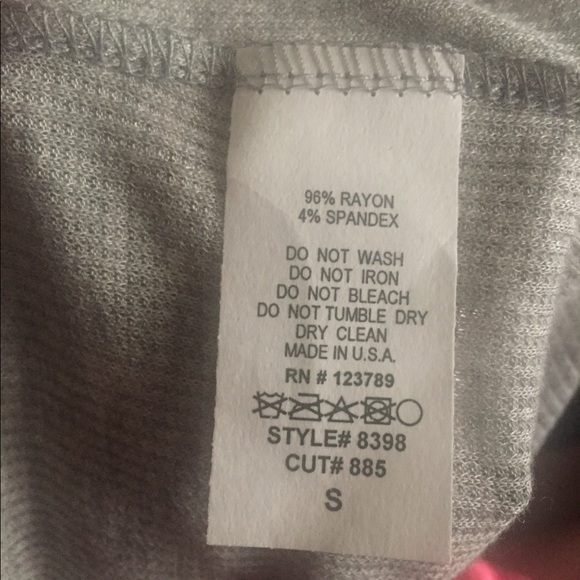 96% RAYON
4% SPANDEX
DO NOT WASH
DO NOT IRON
DO NOT BLEACH
DO NOT TUMBLE DRY
DRY CLEAN
MADE IN U.S.A.
RN # 123789
STYLE# 8398
CUT# 885
S